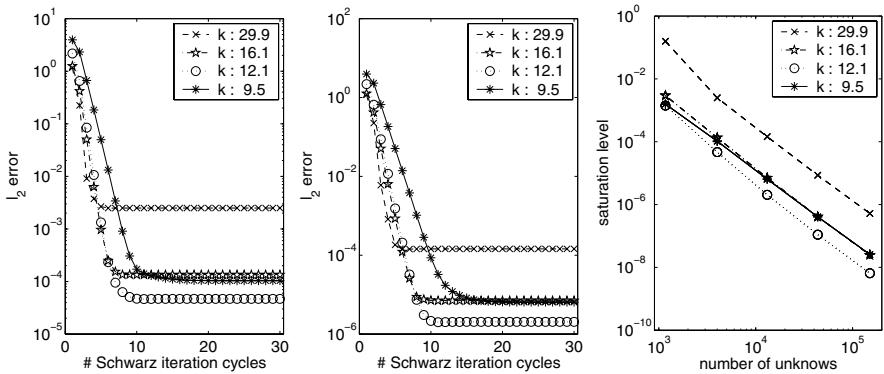 10^1
10^0
10^-1
10^-2
10^-3
10^-4
10^-5
l_2 error
0
10
20
30
# Schwarz iteration cycles
k : 29.9
k : 16.1
k : 12.1
k : 9.5
10^2
10^0
10^-2
10^-4
10^-6
l_2 error
0
10
20
30
# Schwarz iteration cycles
k : 29.9
k : 16.1
k : 12.1
k : 9.5
10^0
10^-2
10^-4
10^-6
10^-8
10^-10
saturation level
10^3
10^4
10^5
number of unknows
k : 29.9
k : 16.1
k : 12.1
k : 9.5